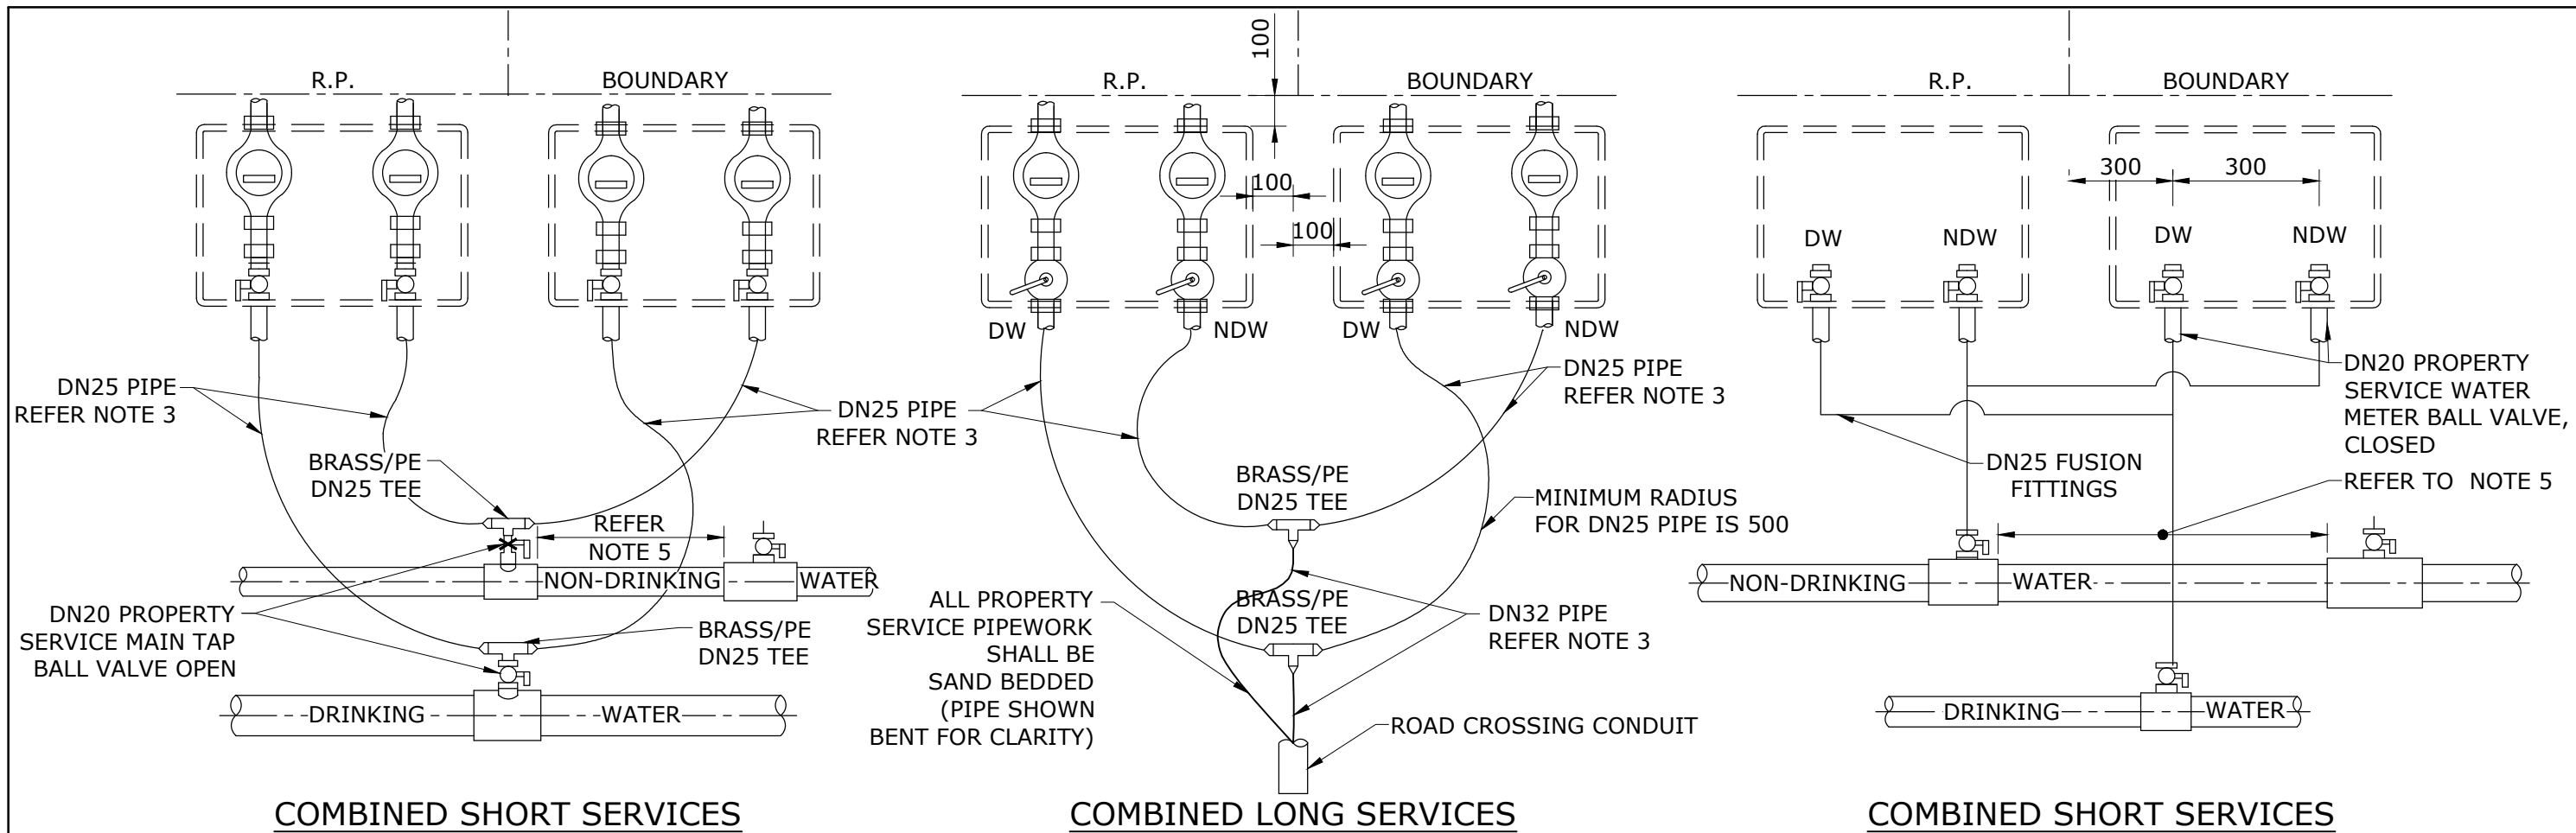 R.P.
BOUNDARY
DN25 PIPE
REFER NOTE 3
BRASS/PE
DN25 TEE
REFER
NOTE 5
NON-DRINKING
WATER
DN20 PROPERTY
SERVICE MAIN TAP
BALL VALVE OPEN
BRASS/PE
DN25 TEE
DRINKING
WATER
COMBINED SHORT SERVICES
DN25 PIPE
REFER NOTE 3
100
R.P.
BOUNDARY
100
100
DW
NDW
DW
NDW
DN25 PIPE
REFER NOTE 3
BRASS/PE
DN25 TEE
MINIMUM RADIUS
FOR DN25 PIPE IS 500
ALL PROPERTY
SERVICE PIPEWORK
SHALL BE
SAND BEDDED
(PIPE SHOWN
BENT FOR CLARITY)
BRASS/PE
DN25 TEE
DN32 PIPE
REFER NOTE 3
ROAD CROSSING CONDUIT
COMBINED LONG SERVICES
R.P.
BOUNDARY
300
300
DW
NDW
DW
NDW
DN20 PROPERTY
SERVICE WATER
METER BALL VALVE,
CLOSED
DN25 FUSION
FITTINGS
REFER TO NOTE 5
NON-DRINKING
WATER
DRINKING
WATER
COMBINED SHORT SERVICES